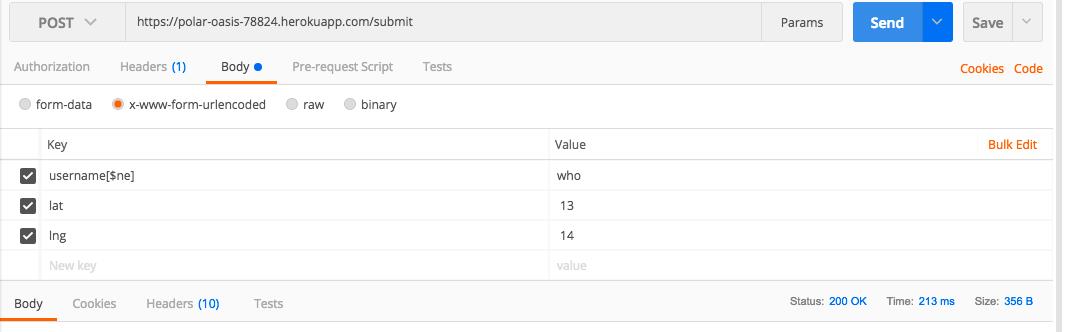 POST https://polar-oasis-78824.herokuapp.com/submit Params Send Save
Authorization Headers (1) Body Pre-request Script Tests Cookies Code
form-data x-www-form-urlencoded raw binary
Key Value Bulk Edit
username[$ne] who
lat 13
lng 14
New key value
Body Cookies Headers (10) Tests Status: 200 OK Time: 213 ms Size: 356 B